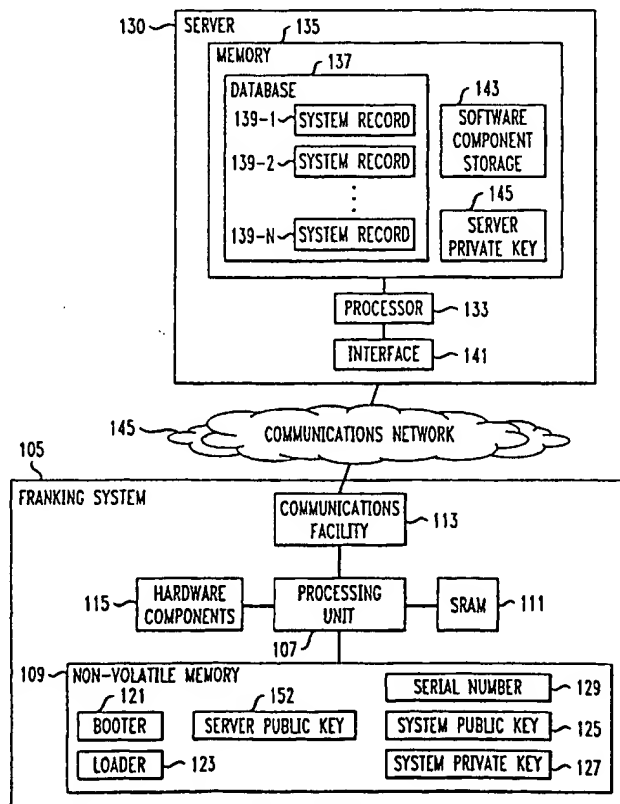 130
SERVER
135
MEMORY
137
DATABASE
139-1
SYSTEM RECORD
139-2
SYSTEM RECORD
139-N
SYSTEM RECORD
143
SOFTWARE
COMPONENT
STORAGE
145
SERVER
PRIVATE KEY
PROCESSOR
133
INTERFACE
141
145
COMMUNICATIONS NETWORK
105
FRANKING SYSTEM
COMMUNICATIONS
FACILITY
113
115
HARDWARE
COMPONENTS
PROCESSING
UNIT
107
SRAM
111
109
NON-VOLATILE MEMORY
121
BOOTER
152
SERVER PUBLIC KEY
LOADER
123
SERIAL NUMBER
129
SYSTEM PUBLIC KEY
125
SYSTEM PRIVATE KEY
127